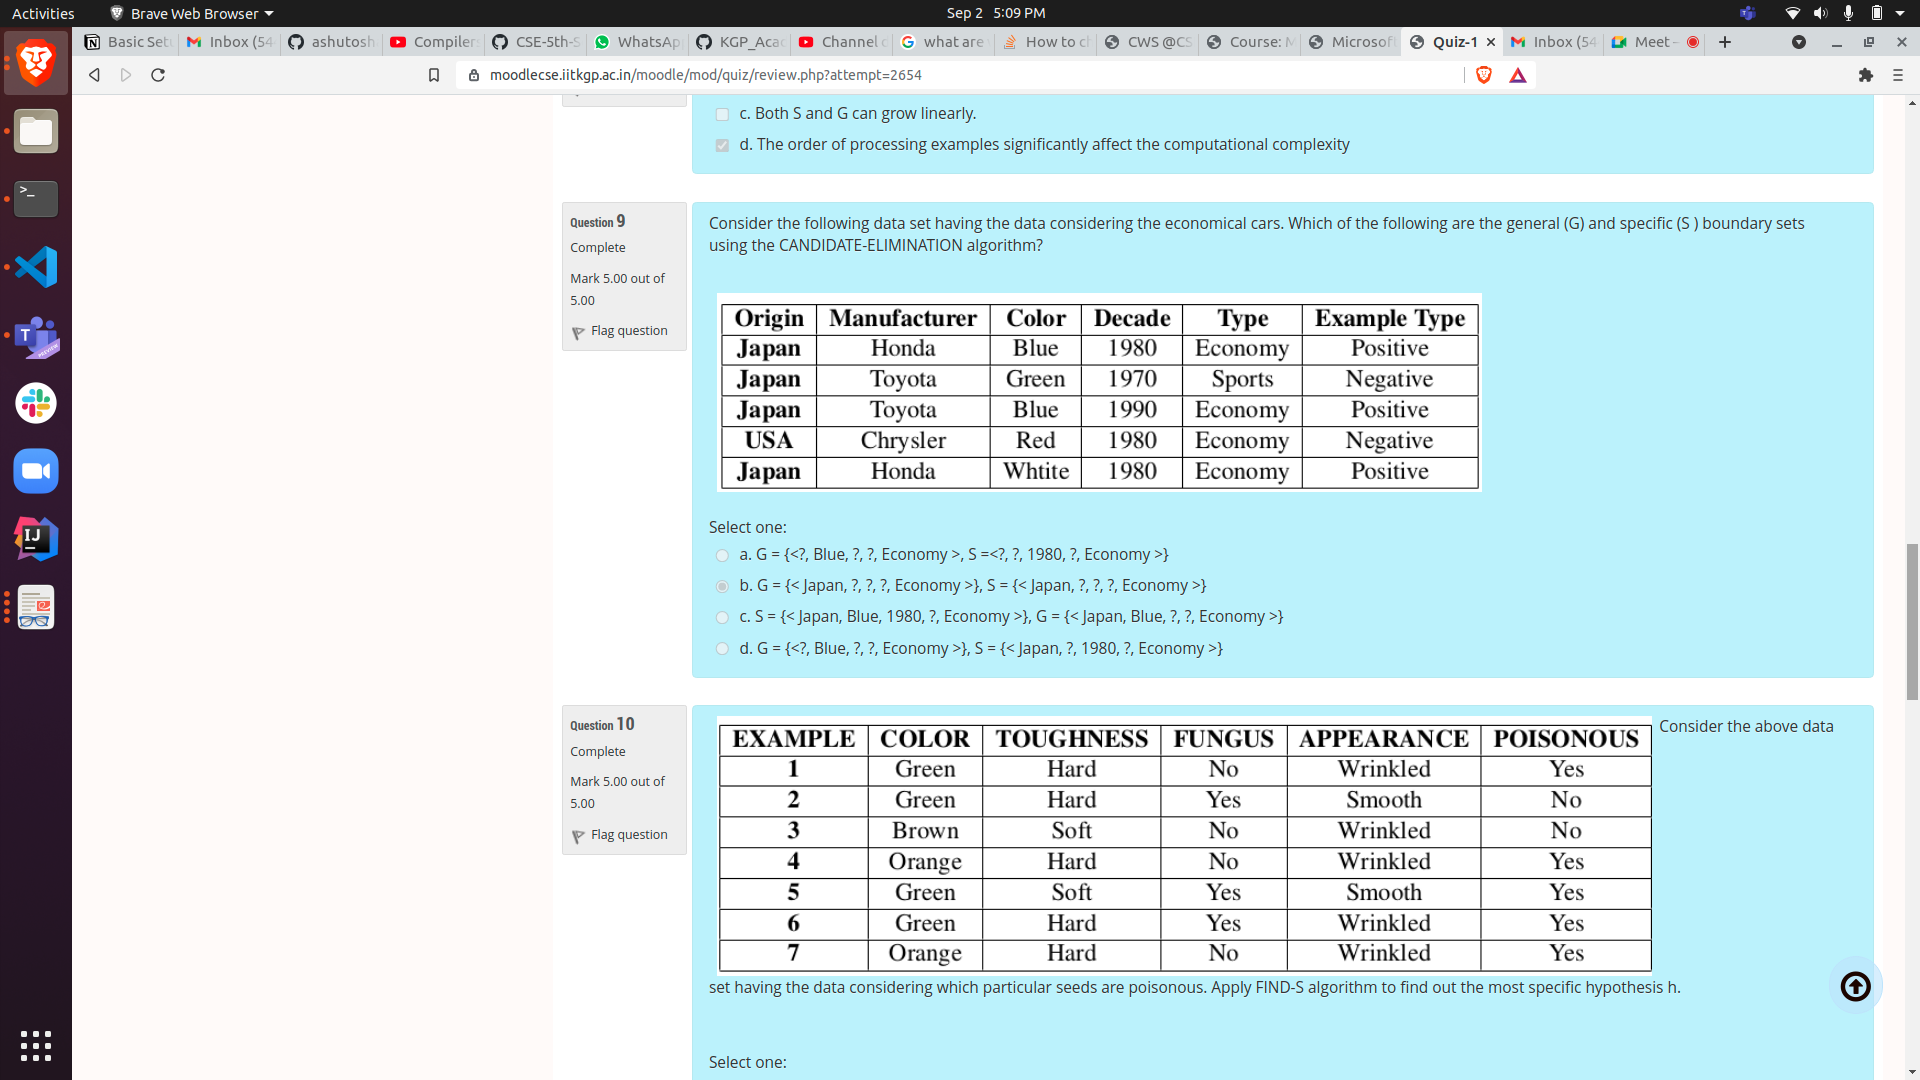 Activities
Brave Web Browser
Sep 2 5:09 PM
Basic Set
Inbox (54
ashutosh
Compiler
CSE-5th-S
WhatsAp
KGP_Acad
Channel
what are
How to c
CWS @CS
Course: M
Microsof
Quiz-1
Inbox (54
Meet -
moodlecse.iitkgp.ac.in/moodle/mod/quiz/review.php?attempt=2654
c. Both S and G can grow linearly.
d. The order of processing examples significantly affect the computational complexity
Question 9
Complete
Mark 5.00 out of
5.00
Flag question
Consider the following data set having the data considering the economical cars. Which of the following are the general (G) and specific (S ) boundary sets
using the CANDIDATE-ELIMINATION algorithm?
Origin Manufacturer Color Decade Type Example Type
Japan Honda Blue 1980 Economy Positive
Japan Toyota Green 1970 Sports Negative
Japan Toyota Blue 1990 Economy Positive
USA Chrysler Red 1980 Economy Negative
Japan Honda Whtite 1980 Economy Positive
Select one:
a. G = {<?, Blue, ?, ?, Economy >, S =<?, ?, 1980, ?, Economy >}
b. G = {< Japan, ?, ?, ?, Economy >}, S = {< Japan, ?, ?, ?, Economy >}
c. S = {< Japan, Blue, 1980, ?, Economy >}, G = {< Japan, Blue, ?, ?, Economy >}
d. G = {<?, Blue, ?, ?, Economy >}, S = {< Japan, ?, 1980, ?, Economy >}
Question 10
Complete
Mark 5.00 out of
5.00
Flag question
EXAMPLE COLOR TOUGHNESS FUNGUS APPEARANCE POISONOUS
1 Green Hard No Wrinkled Yes
2 Green Hard Yes Smooth No
3 Brown Soft No Wrinkled No
4 Orange Hard No Wrinkled Yes
5 Green Soft Yes Smooth Yes
6 Green Hard Yes Wrinkled Yes
7 Orange Hard No Wrinkled Yes
Consider the above data
set having the data considering which particular seeds are poisonous. Apply FIND-S algorithm to find out the most specific hypothesis h.
Select one: